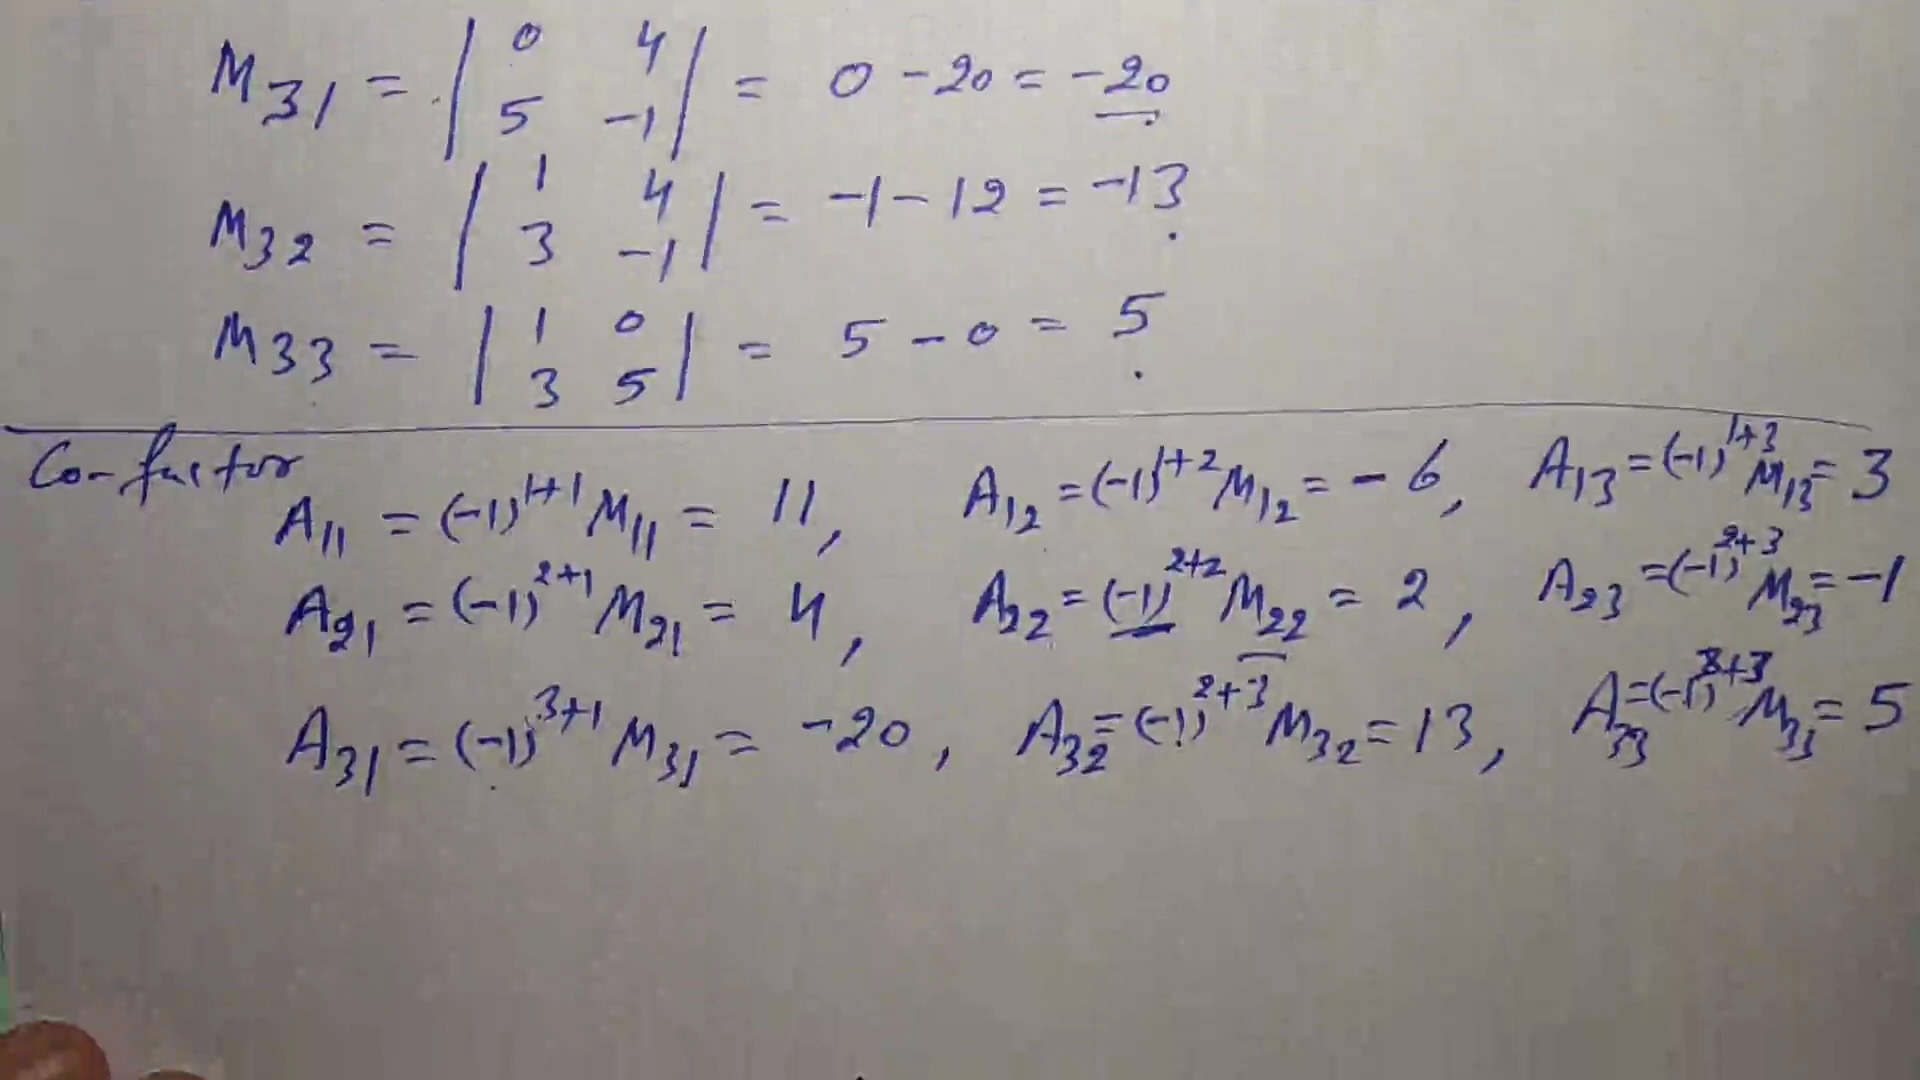 M₃₁ = | 0 4 | = 0 - 20 = -20
| 5 -1 |
M₃₂ = | 1 4 | = -1 - 12 = -13
| 3 -1 |
M₃₃ = | 1 0 | = 5 - 0 = 5
| 3 5 |
Co-factor
A₁₁ = (-1)¹⁺¹ M₁₁ = 11, A₁₂ = (-1)¹⁺² M₁₂ = - 6, A₁₃ = (-1)¹⁺³ M₁₃ = 3
A₂₁ = (-1)²⁺¹ M₂₁ = 4, A₂₂ = (-1)²⁺² M₂₂ = 2, A₂₃ = (-1)²⁺³ M₂₃ = -1
A₃₁ = (-1)³⁺¹ M₃₁ = -20, A₃₂ = (-1)²⁺³ M₃₂ = 13, A₃₃ = (-1)³⁺³ M₃₃ = 5